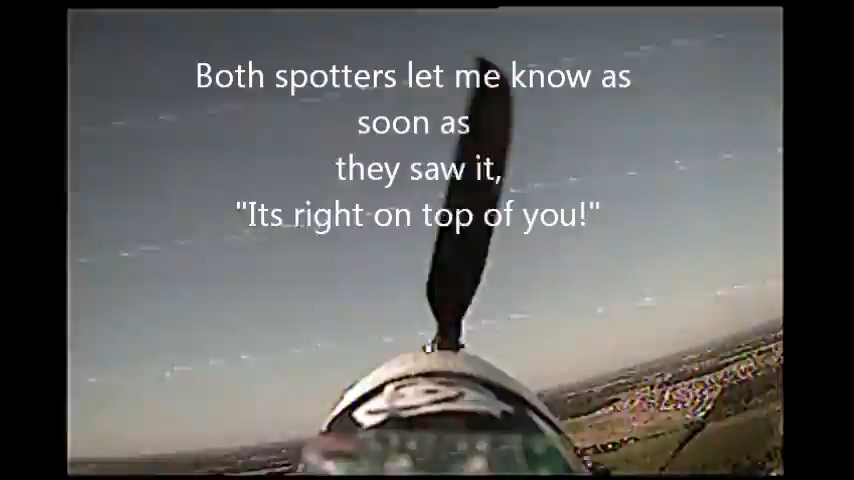 Both spotters let me know as
soon as
they saw it,
"Its right on top of you!"